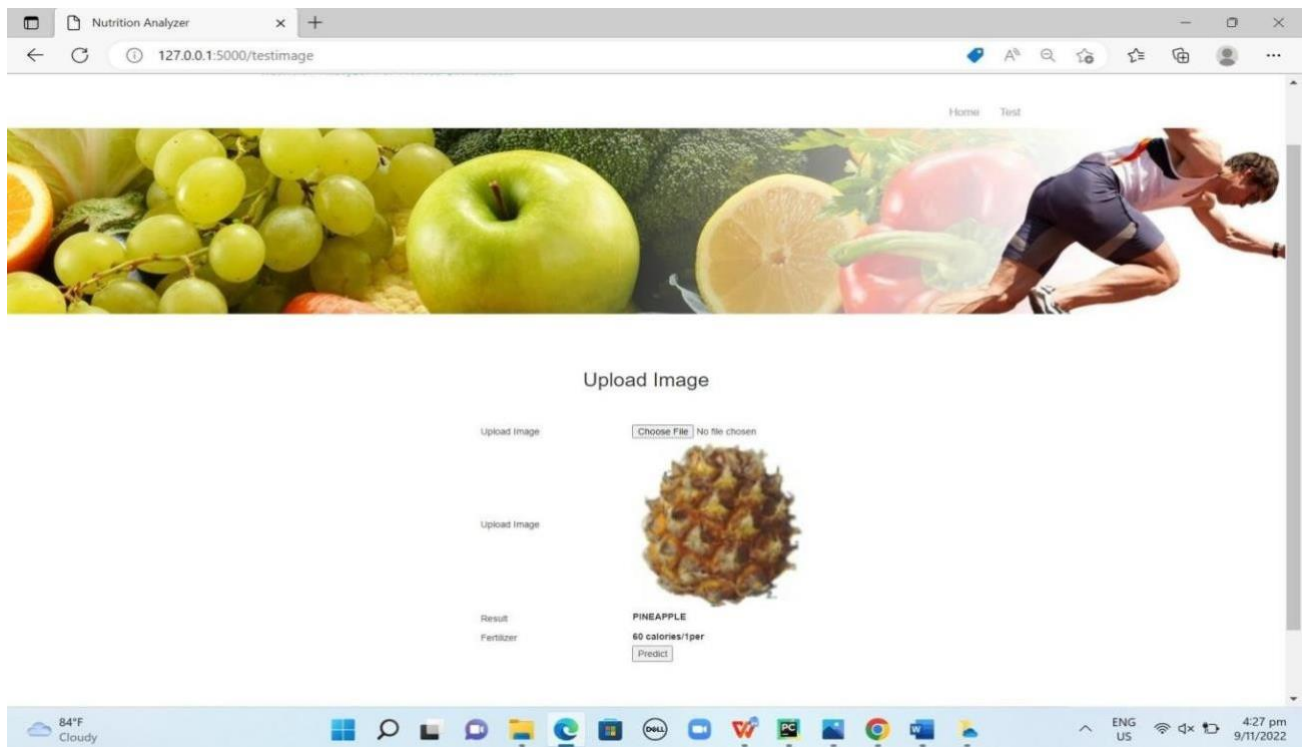 Nutrition Analyzer
127.0.0.1:5000/testimage
Home Test
Upload Image
Upload Image Choose File No file chosen
Upload Image
Result PINEAPPLE
Fertilizer 60 calories/1per
Predict
84°F
Cloudy
DELL
ENG
US
4:27 pm
9/11/2022